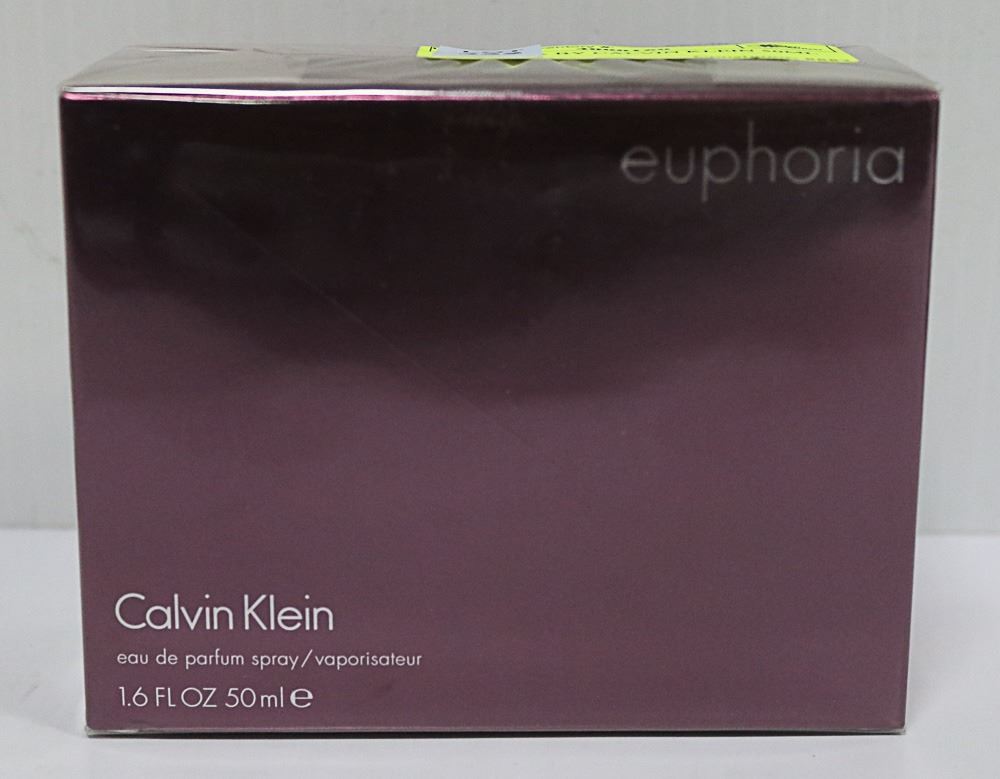 euphoria
Calvin Klein
eau de parfum spray/vaporisateur
1.6 FL OZ 50 ml ℮